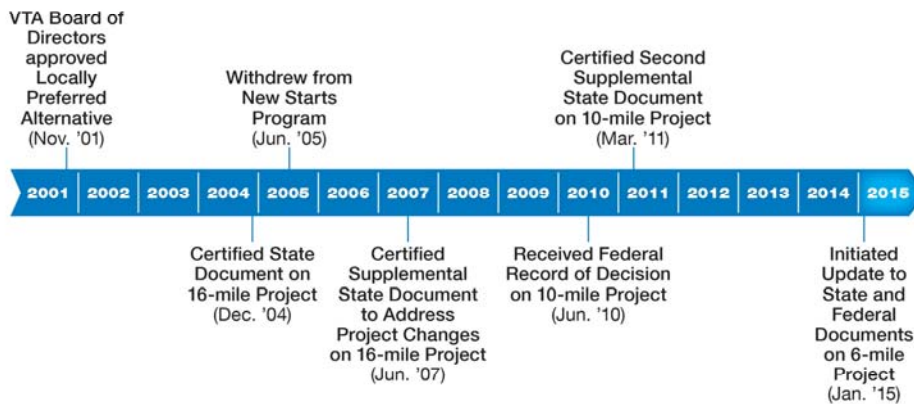 VTA Board of
Directors
approved
Locally
Preferred
Alternative
(Nov. '01)
Withdrew from
New Starts
Program
(Jun. '05)
Certified Second
Supplemental
State Document
on 10-mile Project
(Mar. '11)
2001 2002 2003 2004 2005 2006 2007 2008 2009 2010 2011 2012 2013 2014 2015
Certified State
Document on
16-mile Project
(Dec. '04)
Certified
Supplemental
State Document
to Address
Project Changes
on 16-mile Project
(Jun. '07)
Received Federal
Record of Decision
on 10-mile Project
(Jun. '10)
Initiated
Update to
State and
Federal
Documents
on 6-mile
Project
(Jan. '15)